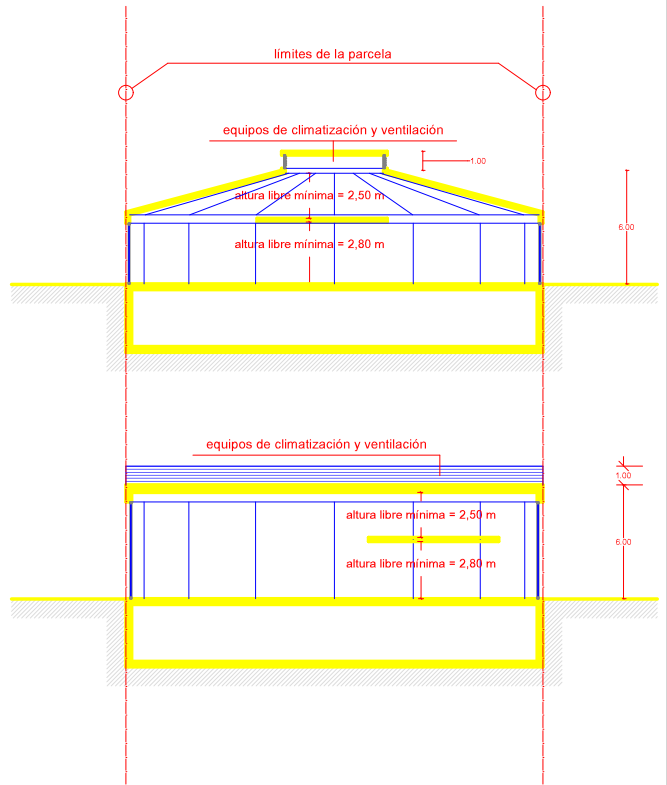 límites de la parcela
equipos de climatización y ventilación
1.00
altura libre mínima = 2,50 m
6.00
altura libre mínima = 2,80 m
equipos de climatización y ventilación
1.00
altura libre mínima = 2,50 m
6.00
altura libre mínima = 2,80 m